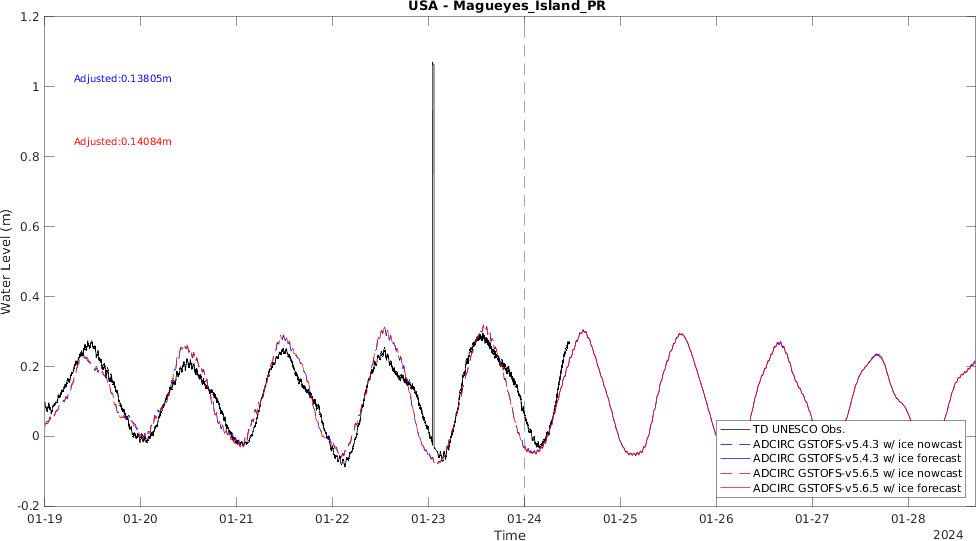 USA - Magueyes_Island_PR
1.2
1
0.8
0.6
0.4
0.2
0
-0.2
Water Level (m)
Adjusted:0.13805m
Adjusted:0.14084m
TD UNESCO Obs.
ADCIRC GSTOFS-v5.4.3 w/ ice nowcast
ADCIRC GSTOFS-v5.4.3 w/ ice forecast
ADCIRC GSTOFS-v5.6.5 w/ ice nowcast
ADCIRC GSTOFS-v5.6.5 w/ ice forecast
01-19 01-20 01-21 01-22 01-23 01-24 01-25 01-26 01-27 01-28
Time
2024